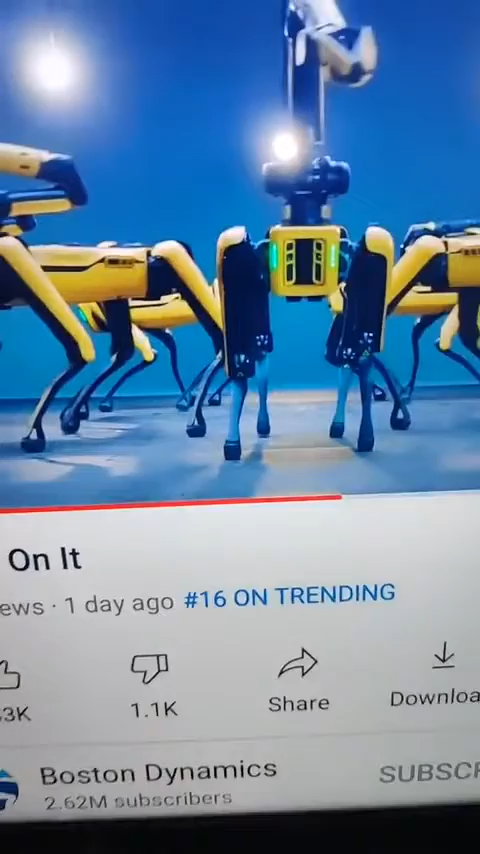 On It
ews · 1 day ago #16 ON TRENDING
3K 1.1K Share Downloa
Boston Dynamics SUBSC
2.62M subscribers